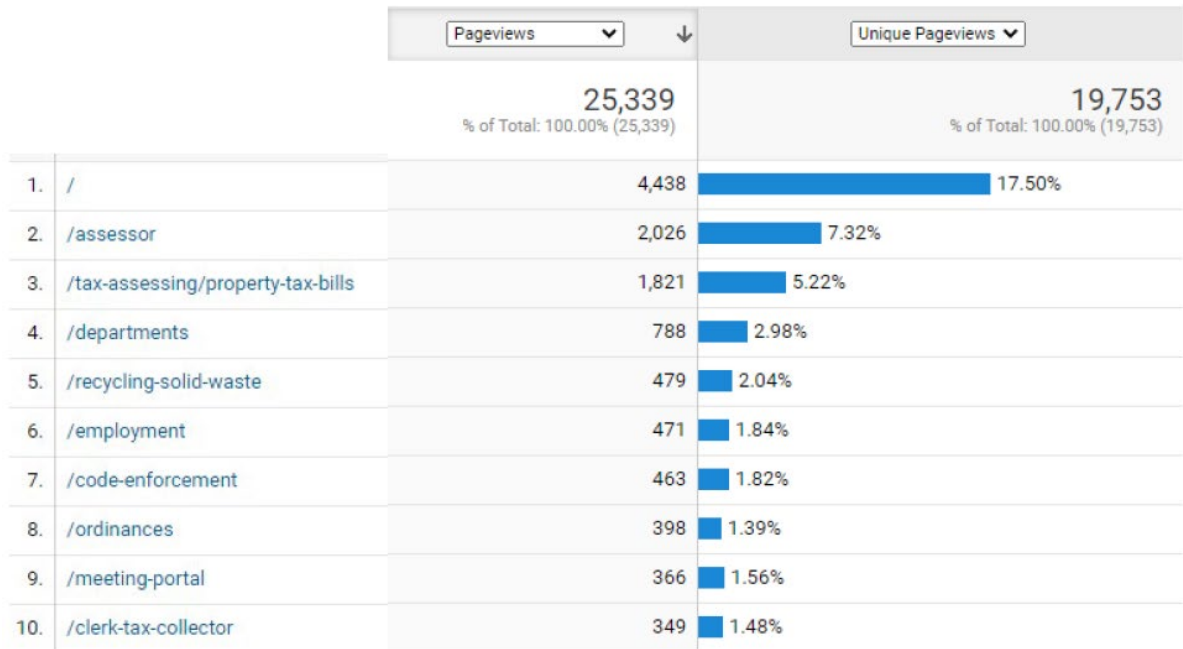 Pageviews Unique Pageviews
25,339 19,753
% of Total: 100.00% (25,339) % of Total: 100.00% (19,753)
1. / 4,438 17.50%
2. /assessor 2,026 7.32%
3. /tax-assessing/property-tax-bills 1,821 5.22%
4. /departments 788 2.98%
5. /recycling-solid-waste 479 2.04%
6. /employment 471 1.84%
7. /code-enforcement 463 1.82%
8. /ordinances 398 1.39%
9. /meeting-portal 366 1.56%
10. /clerk-tax-collector 349 1.48%